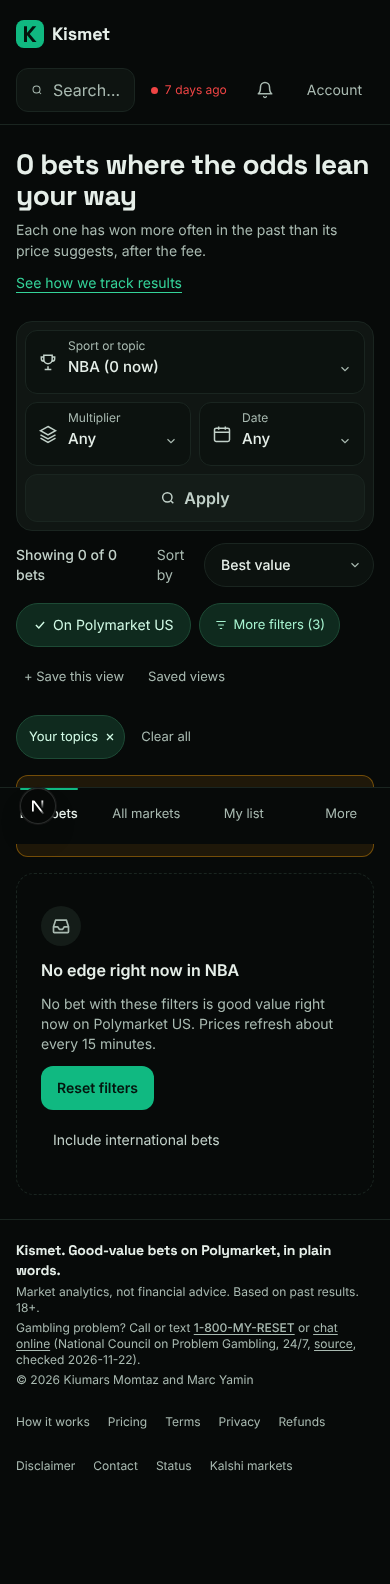 Kismet
Search...
7 days ago
Account
0 bets where the odds lean
your way
Each one has won more often in the past than its
price suggests, after the fee.
See how we track results
Sport or topic
NBA (0 now)
Multiplier
Any
Date
Any
Apply
Showing 0 of 0
bets
Sort
by
Best value
On Polymarket US
More filters (3)
+ Save this view
Saved views
Your topics ×
Clear all
bets
All markets
My list
More
No edge right now in NBA
No bet with these filters is good value right
now on Polymarket US. Prices refresh about
every 15 minutes.
Reset filters
Include international bets
Kismet. Good-value bets on Polymarket, in plain
words.
Market analytics, not financial advice. Based on past results.
18+.
Gambling problem? Call or text 1-800-MY-RESET or chat
online (National Council on Problem Gambling, 24/7, source,
checked 2026-11-22).
© 2026 Kiumars Momtaz and Marc Yamin
How it works
Pricing
Terms
Privacy
Refunds
Disclaimer
Contact
Status
Kalshi markets